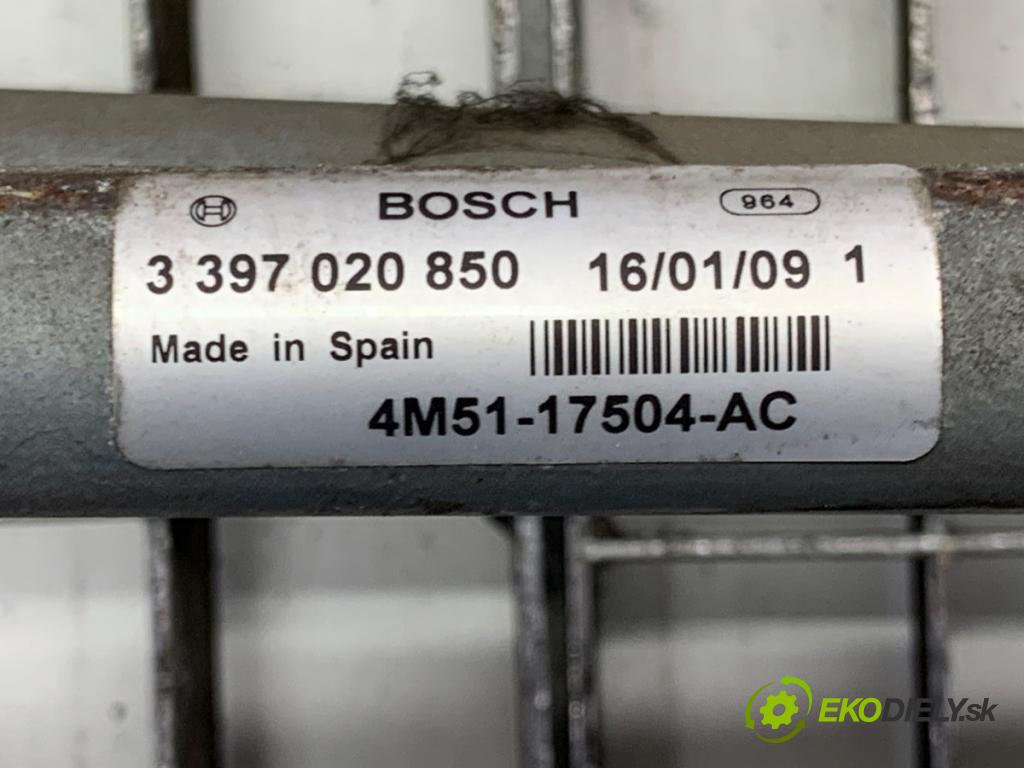 BOSCH 964
3 397 020 850 16/01/09 1
Made in Spain
4M51-17504-AC
EKODIELY.sk